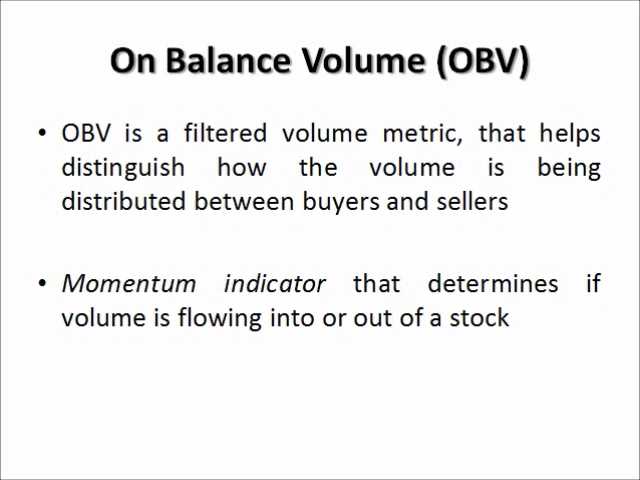 On Balance Volume (OBV)
• OBV is a filtered volume metric, that helps
distinguish how the volume is being
distributed between buyers and sellers
• Momentum indicator that determines if
volume is flowing into or out of a stock